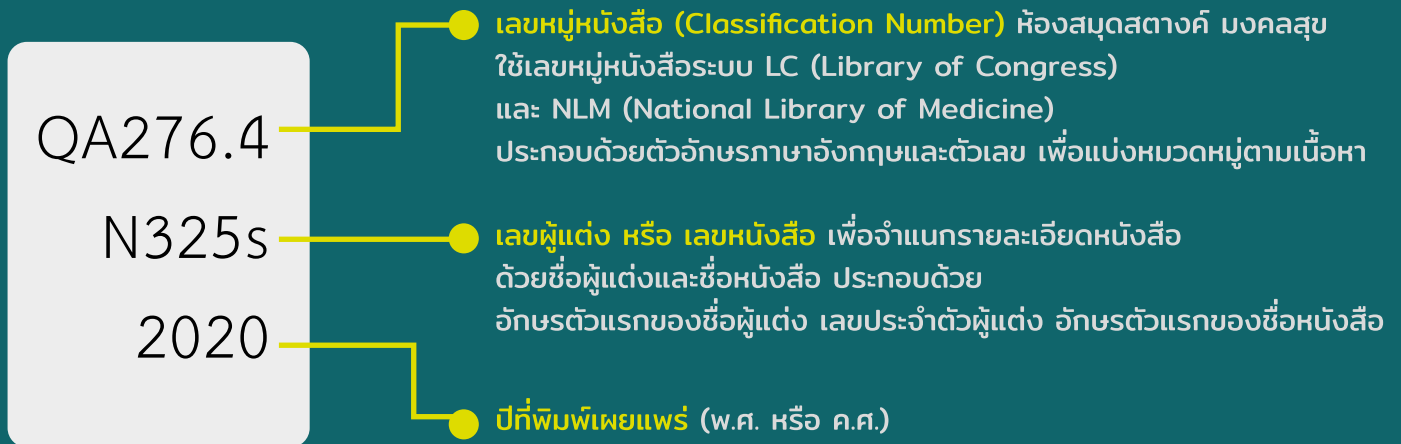 QA276.4
N325s
2020
เลขหมู่หนังสือ (Classification Number) ห้องสมุดสตางค์ มงคลสุข
ใช้เลขหมู่หนังสือระบบ LC (Library of Congress)
และ NLM (National Library of Medicine)
ประกอบด้วยตัวอักษรภาษาอังกฤษและตัวเลข เพื่อแบ่งหมวดหมู่ตามเนื้อหา
เลขผู้แต่ง หรือ เลขหนังสือ เพื่อจำแนกรายละเอียดหนังสือ
ด้วยชื่อผู้แต่งและชื่อหนังสือ ประกอบด้วย
อักษรตัวแรกของชื่อผู้แต่ง เลขประจำตัวผู้แต่ง อักษรตัวแรกของชื่อหนังสือ
ปีที่พิมพ์เผยแพร่ (พ.ศ. หรือ ค.ศ.)